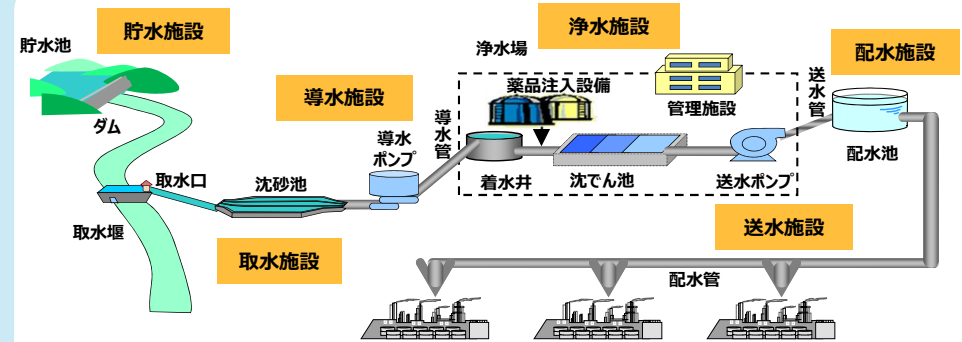 貯水施設
貯水池
ダム
取水口
取水堰
沈砂池
取水施設
導水施設
導水
ポンプ
導水管
浄水施設
浄水場
薬品注入設備
管理施設
着水井
沈でん池
送水ポンプ
送水管
配水施設
配水池
送水施設
配水管